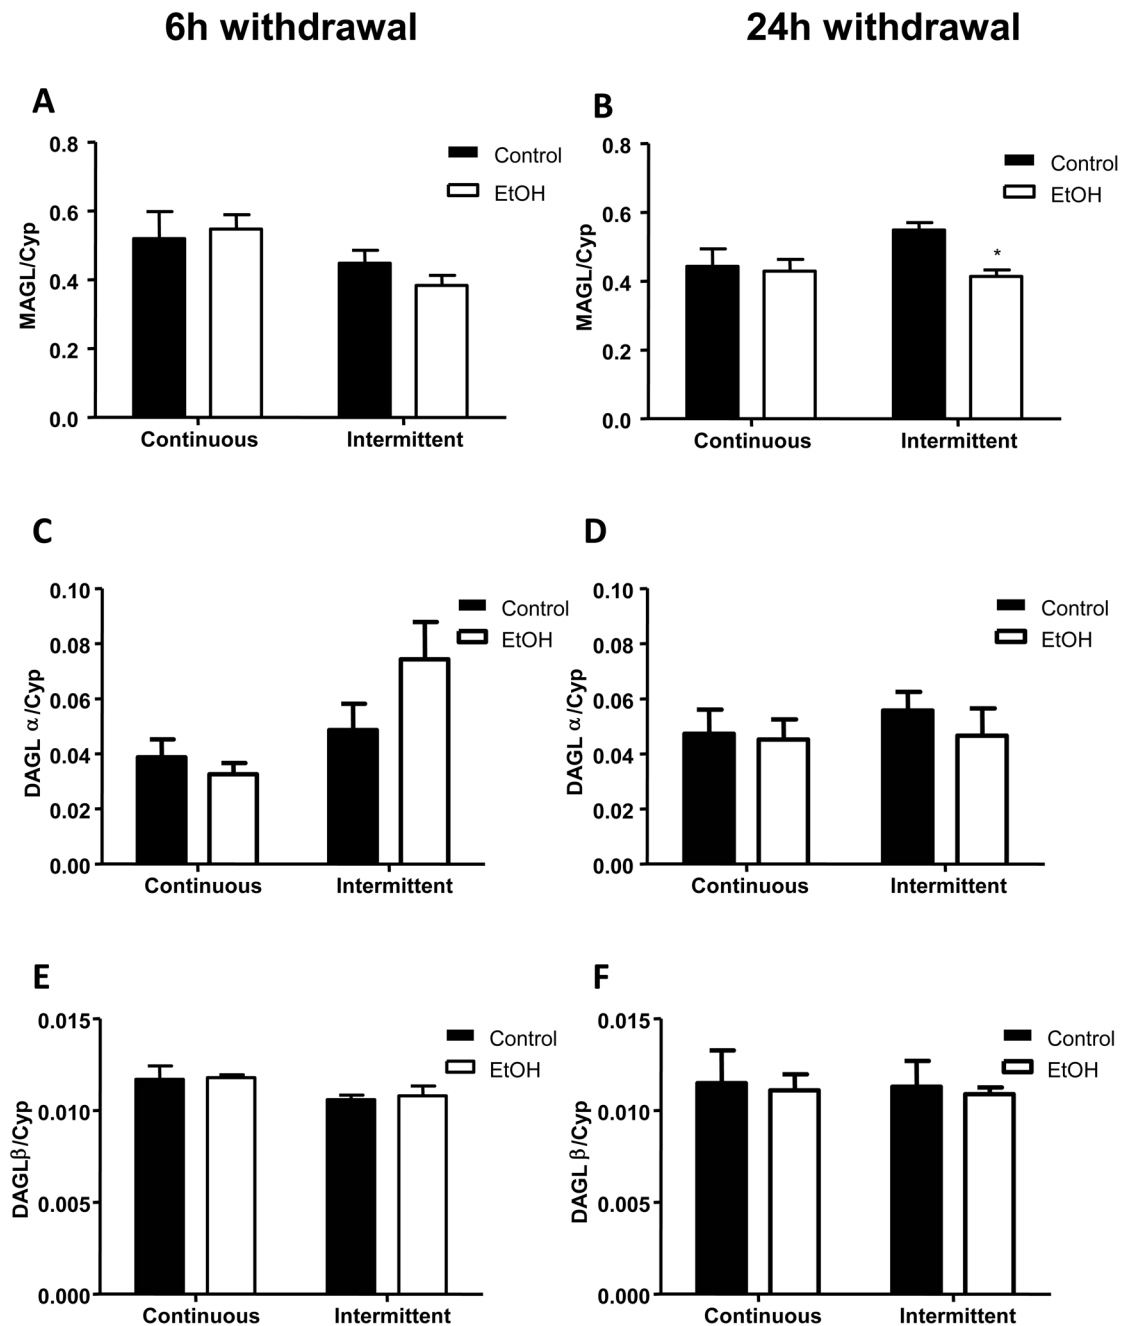 6h withdrawal
24h withdrawal
A
MAGL/Cyp
0.8
0.6
0.4
0.2
0.0
Control
EtOH
Continuous
Intermittent
B
MAGL/Cyp
0.8
0.6
0.4
0.2
0.0
Control
EtOH
*
Continuous
Intermittent
C
DAGL α/Cyp
0.10
0.08
0.06
0.04
0.02
0.00
Control
EtOH
Continuous
Intermittent
D
DAGL α/Cyp
0.10
0.08
0.06
0.04
0.02
0.00
Control
EtOH
Continuous
Intermittent
E
DAGLβ/Cyp
0.015
0.010
0.005
0.000
Control
EtOH
Continuous
Intermittent
F
DAGL β/Cyp
0.015
0.010
0.005
0.000
Control
EtOH
Continuous
Intermittent